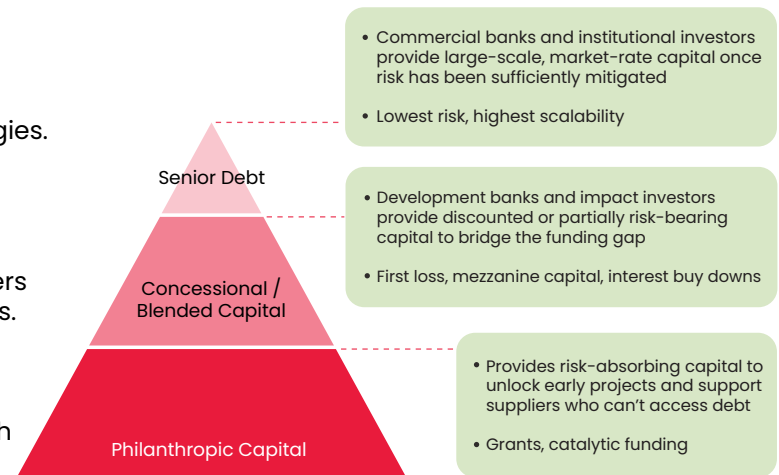 • Commercial banks and institutional investors
provide large-scale, market-rate capital once
risk has been sufficiently mitigated
• Lowest risk, highest scalability
Senior Debt
• Development banks and impact investors
provide discounted or partially risk-bearing
capital to bridge the funding gap
• First loss, mezzanine capital, interest buy downs
Concessional /
Blended Capital
• Provides risk-absorbing capital to
unlock early projects and support
suppliers who can't access debt
• Grants, catalytic funding
Philanthropic Capital